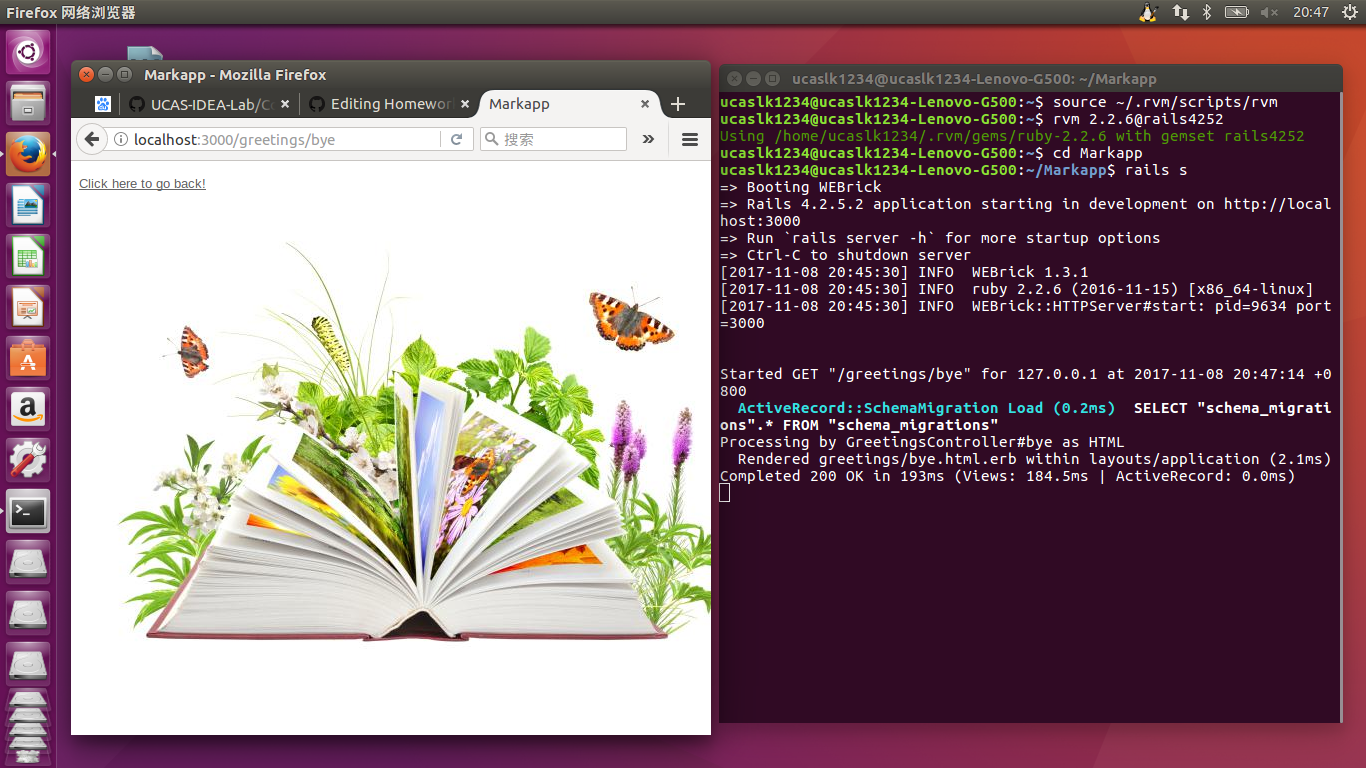 Firefox 网络浏览器
20:47
Markapp - Mozilla Firefox
UCAS-IDEA-Lab/Co
Editing Homewor
Markapp
localhost:3000/greetings/bye
搜索
Click here to go back!
ucaslk1234@ucaslk1234-Lenovo-G500: ~/Markapp
ucaslk1234@ucaslk1234-Lenovo-G500:~$ source ~/.rvm/scripts/rvm
ucaslk1234@ucaslk1234-Lenovo-G500:~$ rvm 2.2.6@rails4252
Using /home/ucaslk1234/.rvm/gems/ruby-2.2.6 with gemset rails4252
ucaslk1234@ucaslk1234-Lenovo-G500:~$ cd Markapp
ucaslk1234@ucaslk1234-Lenovo-G500:~/Markapp$ rails s
=> Booting WEBrick
=> Rails 4.2.5.2 application starting in development on http://local
host:3000
=> Run `rails server -h` for more startup options
=> Ctrl-C to shutdown server
[2017-11-08 20:45:30] INFO  WEBrick 1.3.1
[2017-11-08 20:45:30] INFO  ruby 2.2.6 (2016-11-15) [x86_64-linux]
[2017-11-08 20:45:30] INFO  WEBrick::HTTPServer#start: pid=9634 port
=3000
Started GET "/greetings/bye" for 127.0.0.1 at 2017-11-08 20:47:14 +0
800
ActiveRecord::SchemaMigration Load (0.2ms)  SELECT "schema_migrati
ons".* FROM "schema_migrations"
Processing by GreetingsController#bye as HTML
Rendered greetings/bye.html.erb within layouts/application (2.1ms)
Completed 200 OK in 193ms (Views: 184.5ms | ActiveRecord: 0.0ms)